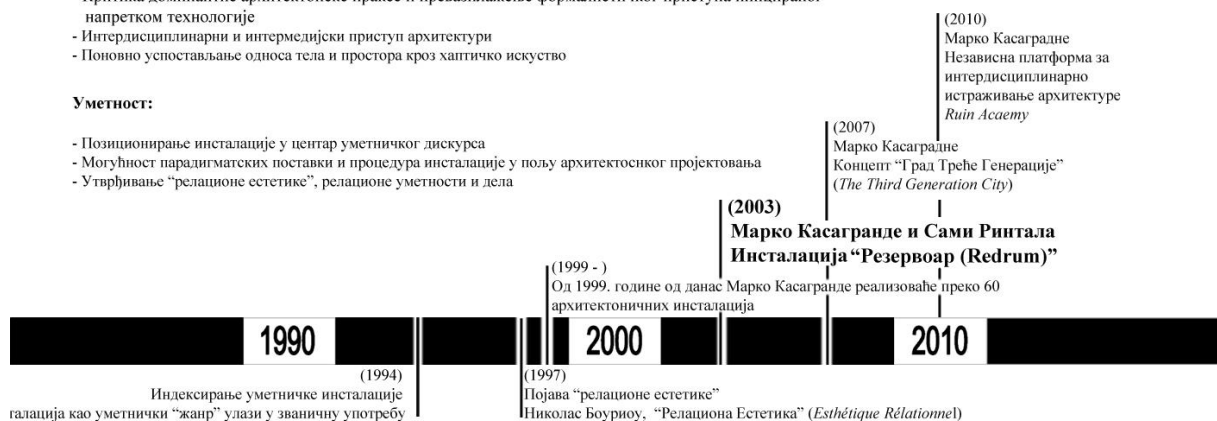 напретком технологије
- Интердисциплинарни и интермедијски приступ архитектури
- Поновно успостављање односа тела и простора кроз хаптичко искуство
Уметност:
- Позиционирање инсталације у центар уметничког дискурса
- Могућност парадигматских поставки и процедура инсталације у пољу архитектоснког пројектовања
- Утврђивање “релационе естетике”, релационе уметности и дела
(2010)
Марко Касаградне
Независна платформа за
интердисциплинарно
истраживање архитектуре
Ruin Acaemy
(2007)
Марко Касаградне
Концепт “Град Треће Генерације”
(The Third Generation City)
(2003)
Марко Касагранде и Сами Ринтала
Инсталација “Резервоар (Redrum)”
(1999 - )
Од 1999. године од данас Марко Касагранде реализоваће преко 60
архитектоничних инсталација
1990
2000
2010
(1994)
Индексирање уметничке инсталације
као уметнички “жанр” улази у званичну употребу
(1997)
Појава “релационе естетике”
Николас Боуриоу, “Релациона Естетика” (Esthétique Rélationnel)